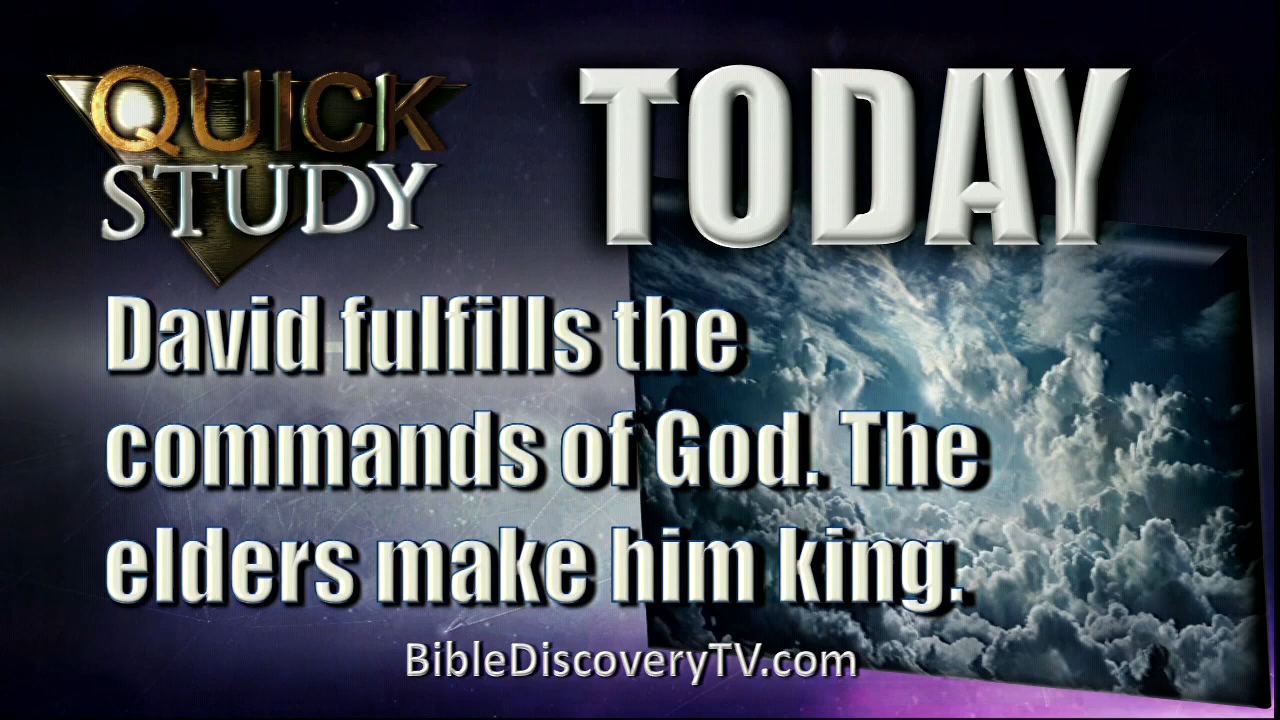 QUICK
STUDY
TODAY
David fulfills the
commands of God. The
elders make him king.
BibleDiscoveryTV.com